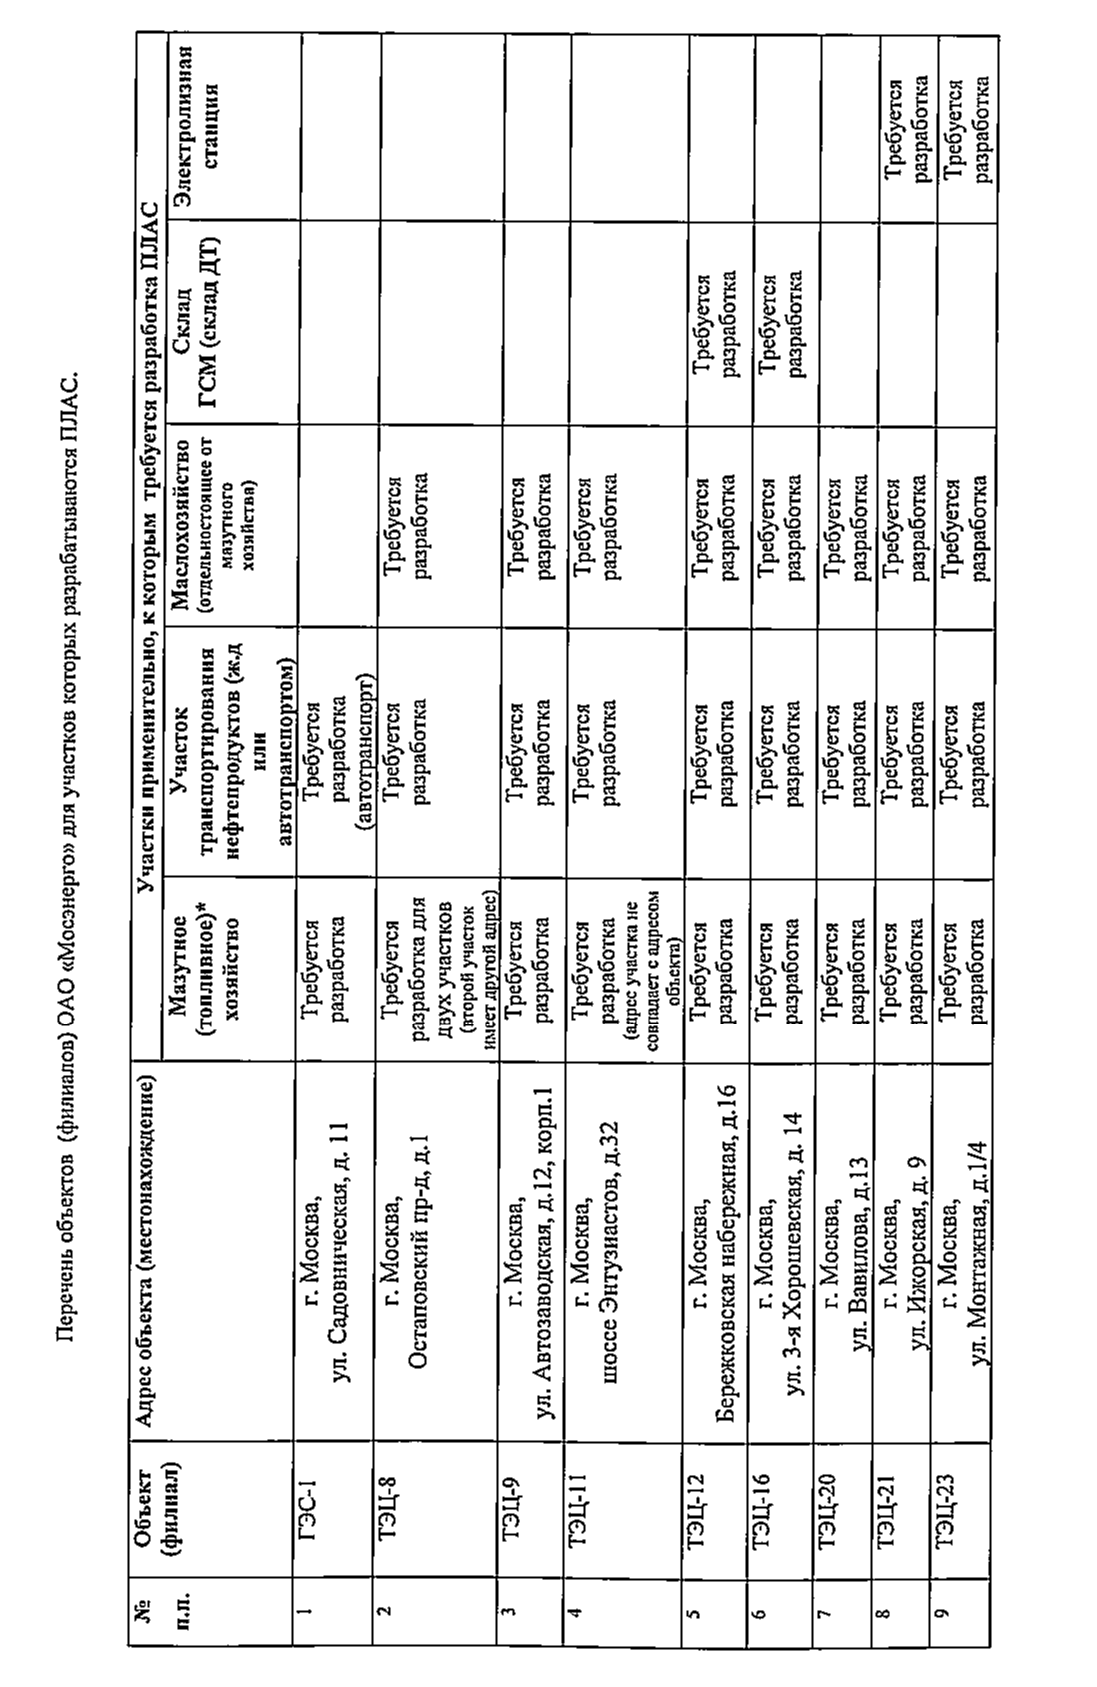 Перечень объектов (филиалов) ОАО «Мосэнерго» для участков которых разрабатываются ПЛАС.
№
п.п.
Объект
(филиал)
Адрес объекта (местонахождение)
Участки применительно, к которым требуется разработка ПЛАС
Мазутное
(топливное)*
хозяйство
Участок
транспортирования
нефтепродуктов (ж.д
или
автотранспортом)
Маслохозяйство
(отдельностоящее от
мазутного
хозяйства)
Склад
ГСМ (склад ДТ)
Электролизная
станция
1
ГЭС-1
г. Москва,
ул. Садовническая, д. 11
Требуется
разработка
Требуется
разработка
(автотранспорт)
2
ТЭЦ-8
г. Москва,
Остаповский пр-д, д.1
Требуется
разработка для
двух участков
(второй участок
имеет другой адрес)
Требуется
разработка
Требуется
разработка
3
ТЭЦ-9
г. Москва,
ул. Автозаводская, д.12, корп.1
Требуется
разработка
Требуется
разработка
Требуется
разработка
4
ТЭЦ-11
г. Москва,
шоссе Энтузиастов, д.32
Требуется
разработка
(адрес участка не
совпадает с адресом
объекта)
Требуется
разработка
Требуется
разработка
5
ТЭЦ-12
г. Москва,
Бережковская набережная, д.16
Требуется
разработка
Требуется
разработка
Требуется
разработка
Требуется
разработка
6
ТЭЦ-16
г. Москва,
ул. 3-я Хорошевская, д. 14
Требуется
разработка
Требуется
разработка
Требуется
разработка
Требуется
разработка
7
ТЭЦ-20
г. Москва,
ул. Вавилова, д.13
Требуется
разработка
Требуется
разработка
Требуется
разработка
8
ТЭЦ-21
г. Москва,
ул. Ижорская, д. 9
Требуется
разработка
Требуется
разработка
Требуется
разработка
Требуется
разработка
9
ТЭЦ-23
г. Москва,
ул. Монтажная, д.1/4
Требуется
разработка
Требуется
разработка
Требуется
разработка
Требуется
разработка